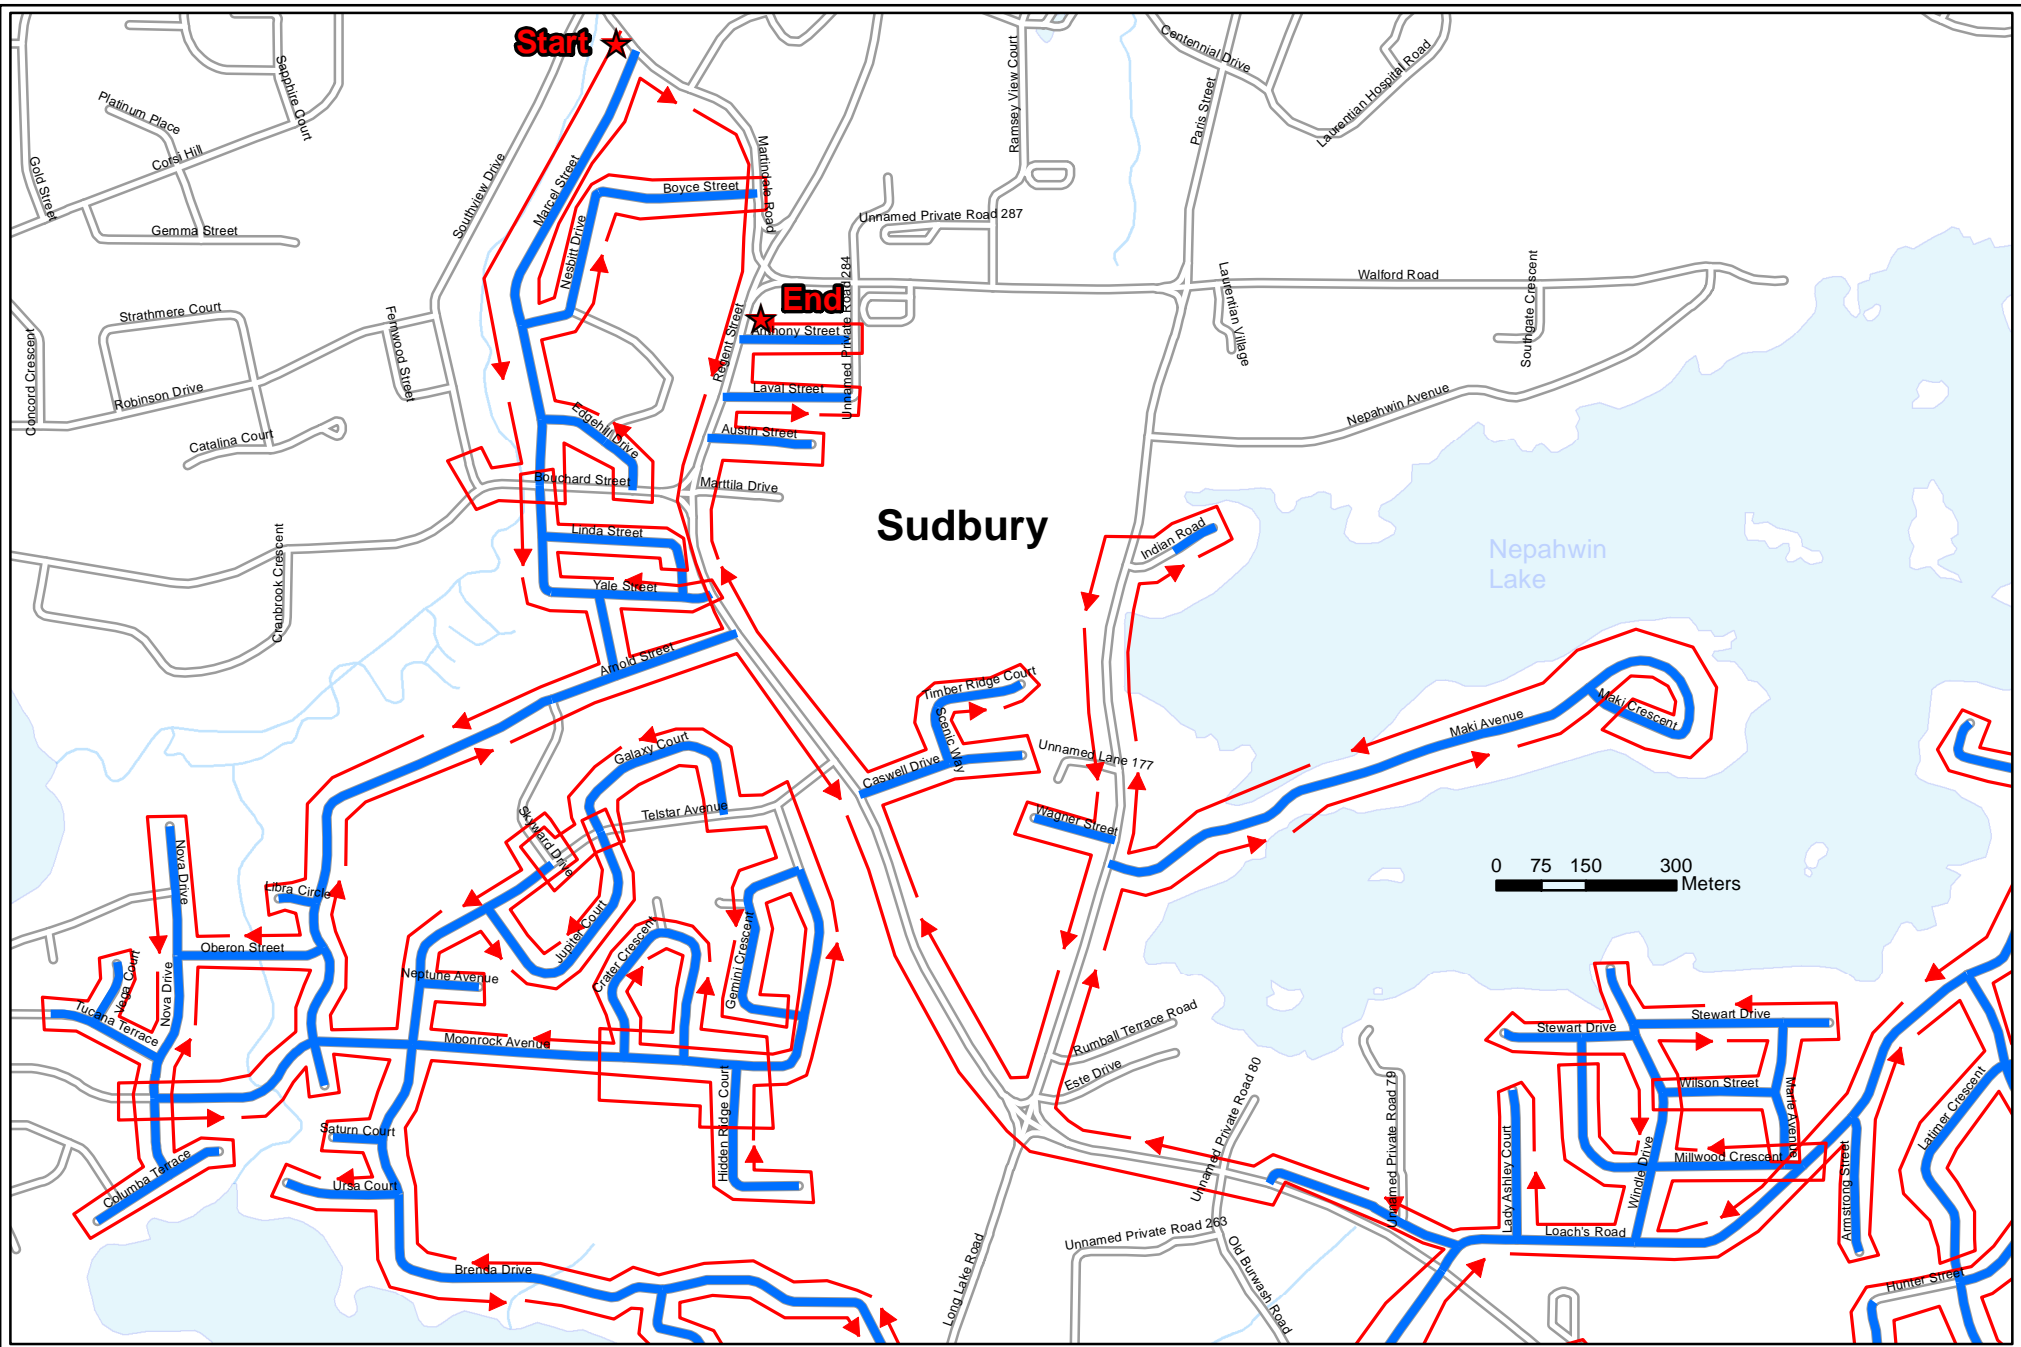 Start
Sapphire Court
Platinum Place
Corsi Hill
Gold Street
Gemma Street
Southview Drive
Marcel Street
Boyce Street
Nesbitt Drive
Martindale Road
Ramsey View Court
Centennial Drive
Paris Street
Laurentian Hospital Road
Unnamed Private Road 287
Unnamed Private Road 284
Walford Road
Laurentian Village
Southgate Crescent
Nepahwin Avenue
Strathmere Court
Fernwood Street
Concord Crescent
Robinson Drive
Catalina Court
End
Anthony Street
Regent Street
Laval Street
Austin Street
Edgehill Drive
Bouchard Street
Marttila Drive
Linda Street
Yale Street
Arnold Street
Cranbrook Crescent
Sudbury
Indian Road
Nepahwin
Lake
Timber Ridge Court
Scenic Way
Caswell Drive
Unnamed Lane 177
Wagner Street
Maki Avenue
Maki Crescent
Galaxy Court
Telstar Avenue
Skyward Drive
Jupiter Court
Crater Crescent
Gemini Crescent
Nova Drive
Libra Circle
Oberon Street
Neptune Avenue
Vega Court
Nova Drive
Tucana Terrace
Moonrock Avenue
Hidden Ridge Court
Saturn Court
Columba Terrace
Ursa Court
Brenda Drive
0 75 150 300
Meters
Rumball Terrace Road
Este Drive
Unnamed Private Road 80
Unnamed Private Road 79
Unnamed Private Road 263
Old Burwash Road
Long Lake Road
Stewart Drive
Stewart Drive
Wilson Street
Marie Avenue
Millwood Crescent
Windle Drive
Lady Ashley Court
Loach's Road
Armstrong Street
Latimer Crescent
Hunter Street